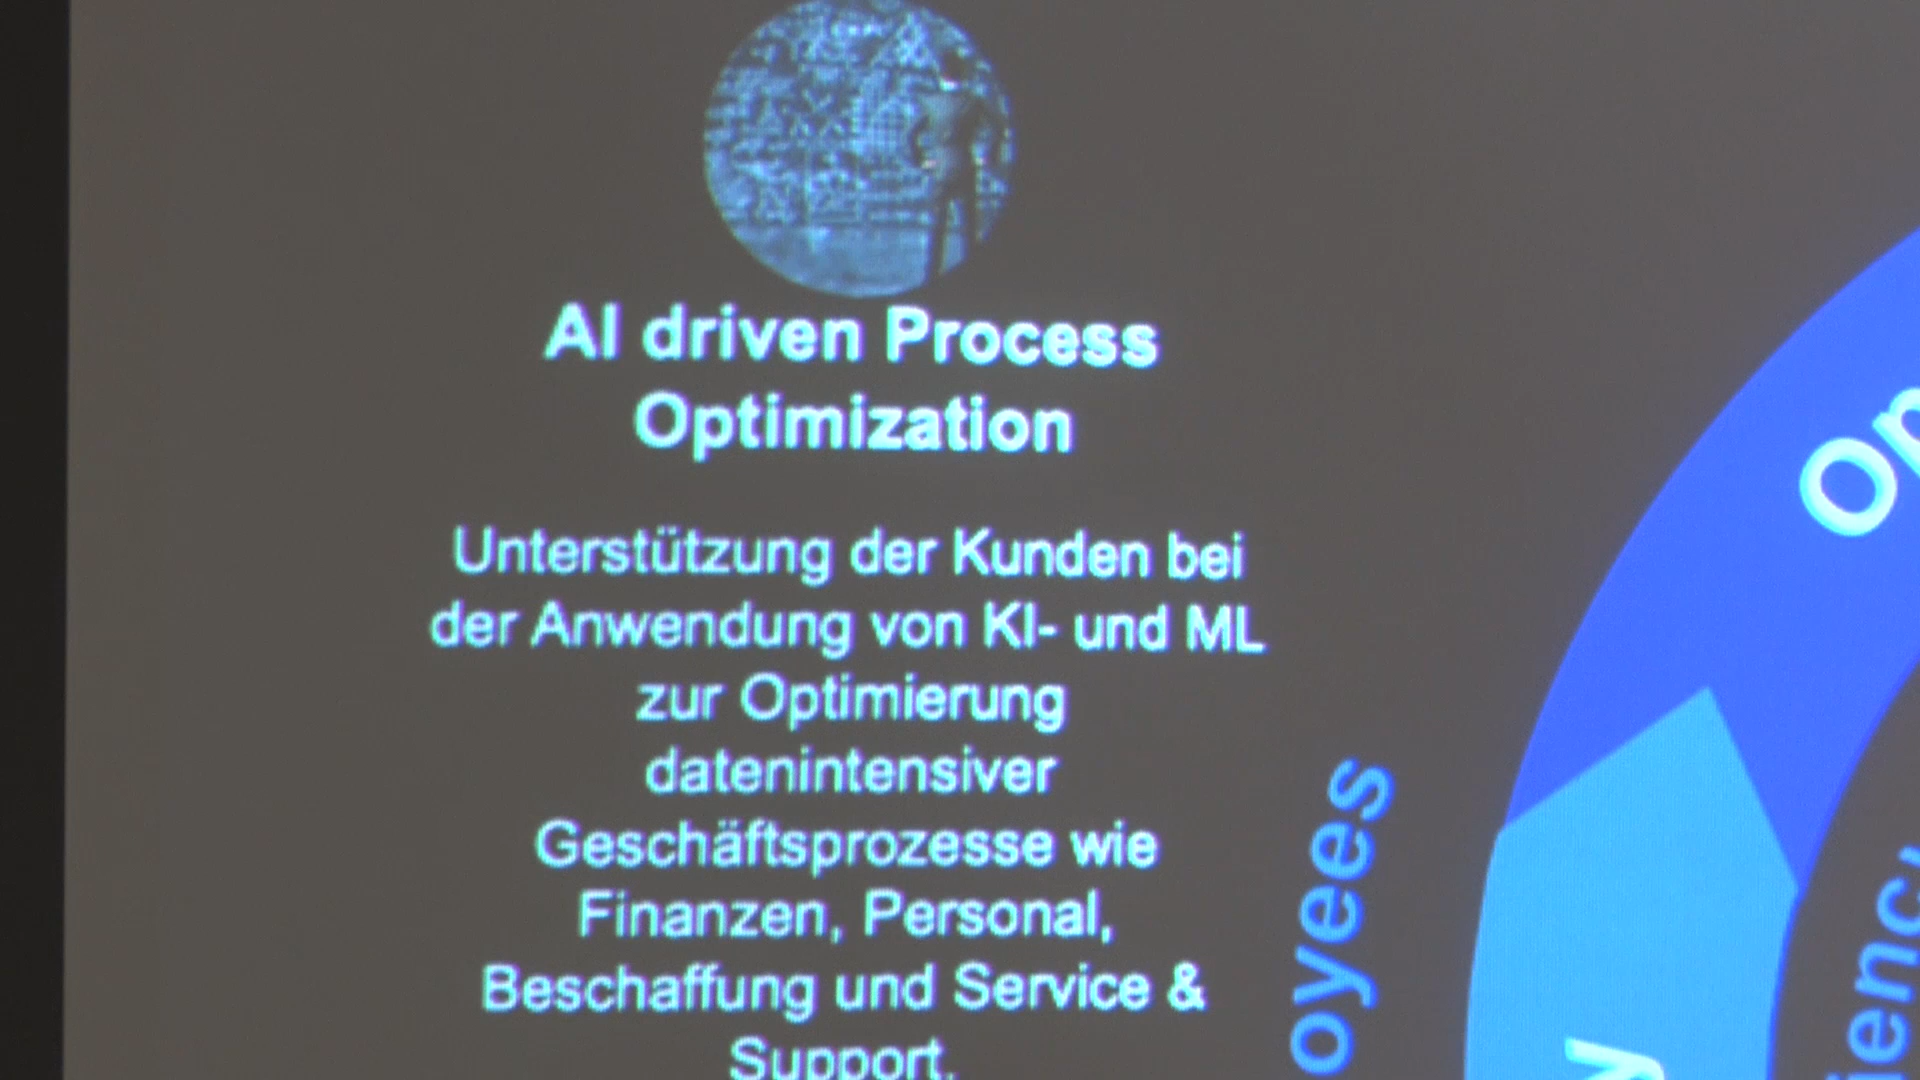 AI driven Process
Optimization
Unterstützung der Kunden bei
der Anwendung von KI- und ML
zur Optimierung
datenintensiver
Geschäftsprozesse wie
Finanzen, Personal,
Beschaffung und Service &
Support.